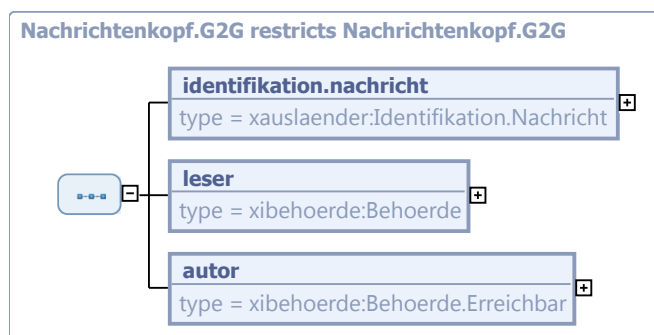 Nachrichtenkopf.G2G restricts Nachrichtenkopf.G2G
identifikation.nachricht
type = xauslaender:Identifikation.Nachricht
leser
type = xibehoerde:Behoerde
autor
type = xibehoerde:Behoerde.Erreichbar